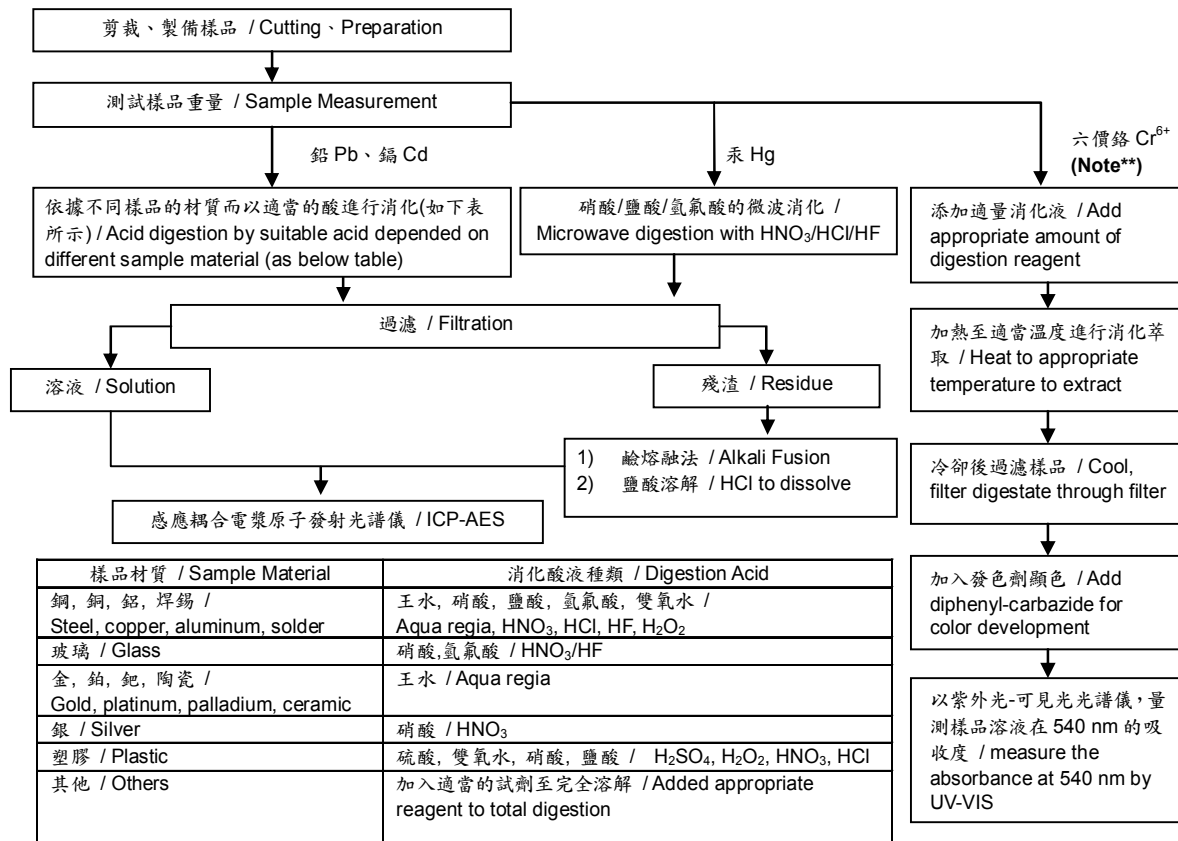 剪裁、製備樣品 / Cutting、Preparation
測試樣品重量 / Sample Measurement
鉛 Pb、鎘 Cd
汞 Hg
六價鉻 Cr⁶⁺
(Note**)
依據不同樣品的材質而以適當的酸進行消化(如下表
所示) / Acid digestion by suitable acid depended on
different sample material (as below table)
硝酸/鹽酸/氫氟酸的微波消化 /
Microwave digestion with HNO₃/HCl/HF
添加適量消化液 / Add
appropriate amount of
digestion reagent
過濾 / Filtration
加熱至適當溫度進行消化萃
取 / Heat to appropriate
temperature to extract
溶液 / Solution
殘渣 / Residue
1) 鹼熔融法 / Alkali Fusion
2) 鹽酸溶解 / HCl to dissolve
冷卻後過濾樣品 / Cool,
filter digestate through filter
感應耦合電漿原子發射光譜儀 / ICP-AES
加入發色劑顯色 / Add
diphenyl-carbazide for
color development
以紫外光-可見光光譜儀，量
測樣品溶液在 540 nm 的吸
收度 / measure the
absorbance at 540 nm by
UV-VIS
樣品材質 / Sample Material
消化酸液種類 / Digestion Acid
鋼, 銅, 鋁, 焊錫 /
Steel, copper, aluminum, solder
王水, 硝酸, 鹽酸, 氫氟酸, 雙氧水 /
Aqua regia, HNO₃, HCl, HF, H₂O₂
玻璃 / Glass
硝酸,氫氟酸 / HNO₃/HF
金, 鉑, 鈀, 陶瓷 /
Gold, platinum, palladium, ceramic
王水 / Aqua regia
銀 / Silver
硝酸 / HNO₃
塑膠 / Plastic
硫酸, 雙氧水, 硝酸, 鹽酸 / H₂SO₄, H₂O₂, HNO₃, HCl
其他 / Others
加入適當的試劑至完全溶解 / Added appropriate
reagent to total digestion